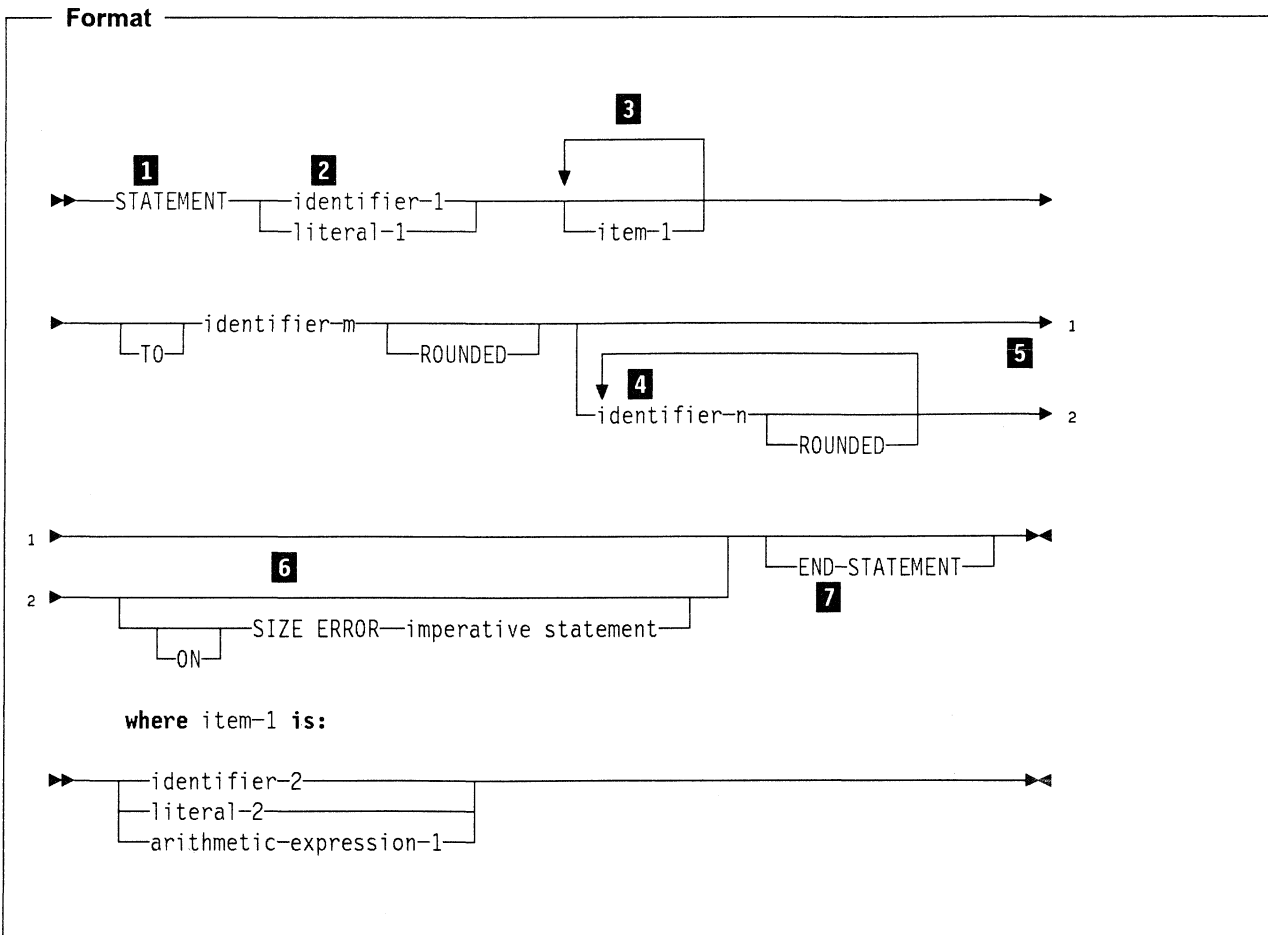 Format
3
1 2
STATEMENT identifier-1
literal-1 item-1
identifier-m 1
TO ROUNDED 5
4
identifier-n 2
ROUNDED
1
6 END-STATEMENT
2 7
SIZE ERROR imperative statement
ON
where item-1 is:
identifier-2
literal-2
arithmetic-expression-1